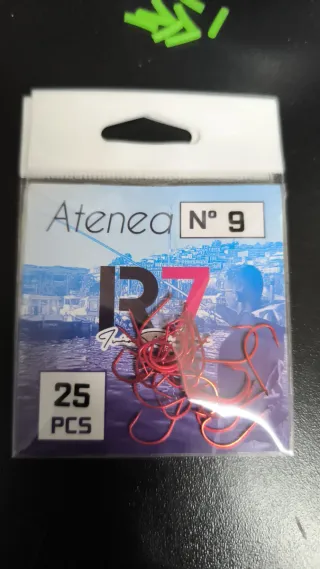 Atenea
Nº 9
R7
25
PCS